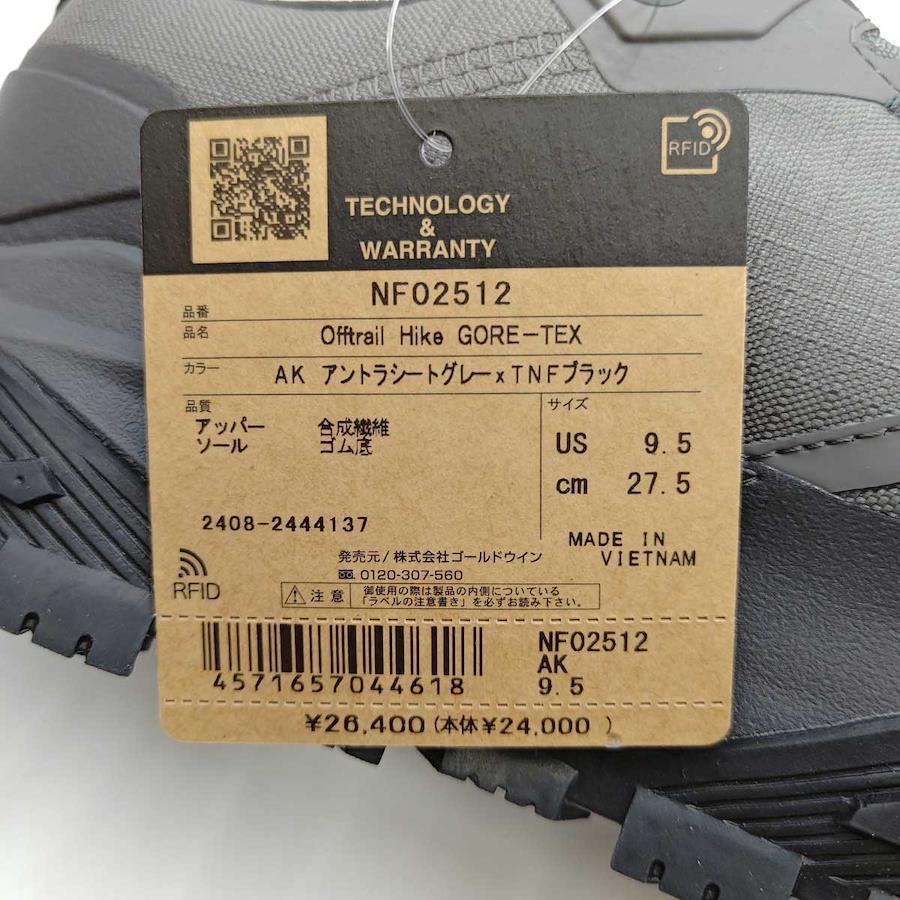 RFID
TECHNOLOGY
&
WARRANTY
品番 NF02512
品名 Offtrail Hike GORE-TEX
カラー AK アントラシートグレー×TNFブラック
品質
アッパー 合成繊維
ソール ゴム底
サイズ
US 9.5
cm 27.5
2408-2444137
MADE IN
VIETNAM
発売元/株式会社ゴールドウイン
0120-307-560
RFID
注意
御使用の際は製品の内側についている
「ラベルの注意書き」を必ずお読み下さい。
4571657044618
NF02512
AK
9.5
¥26,400(本体¥24,000 )